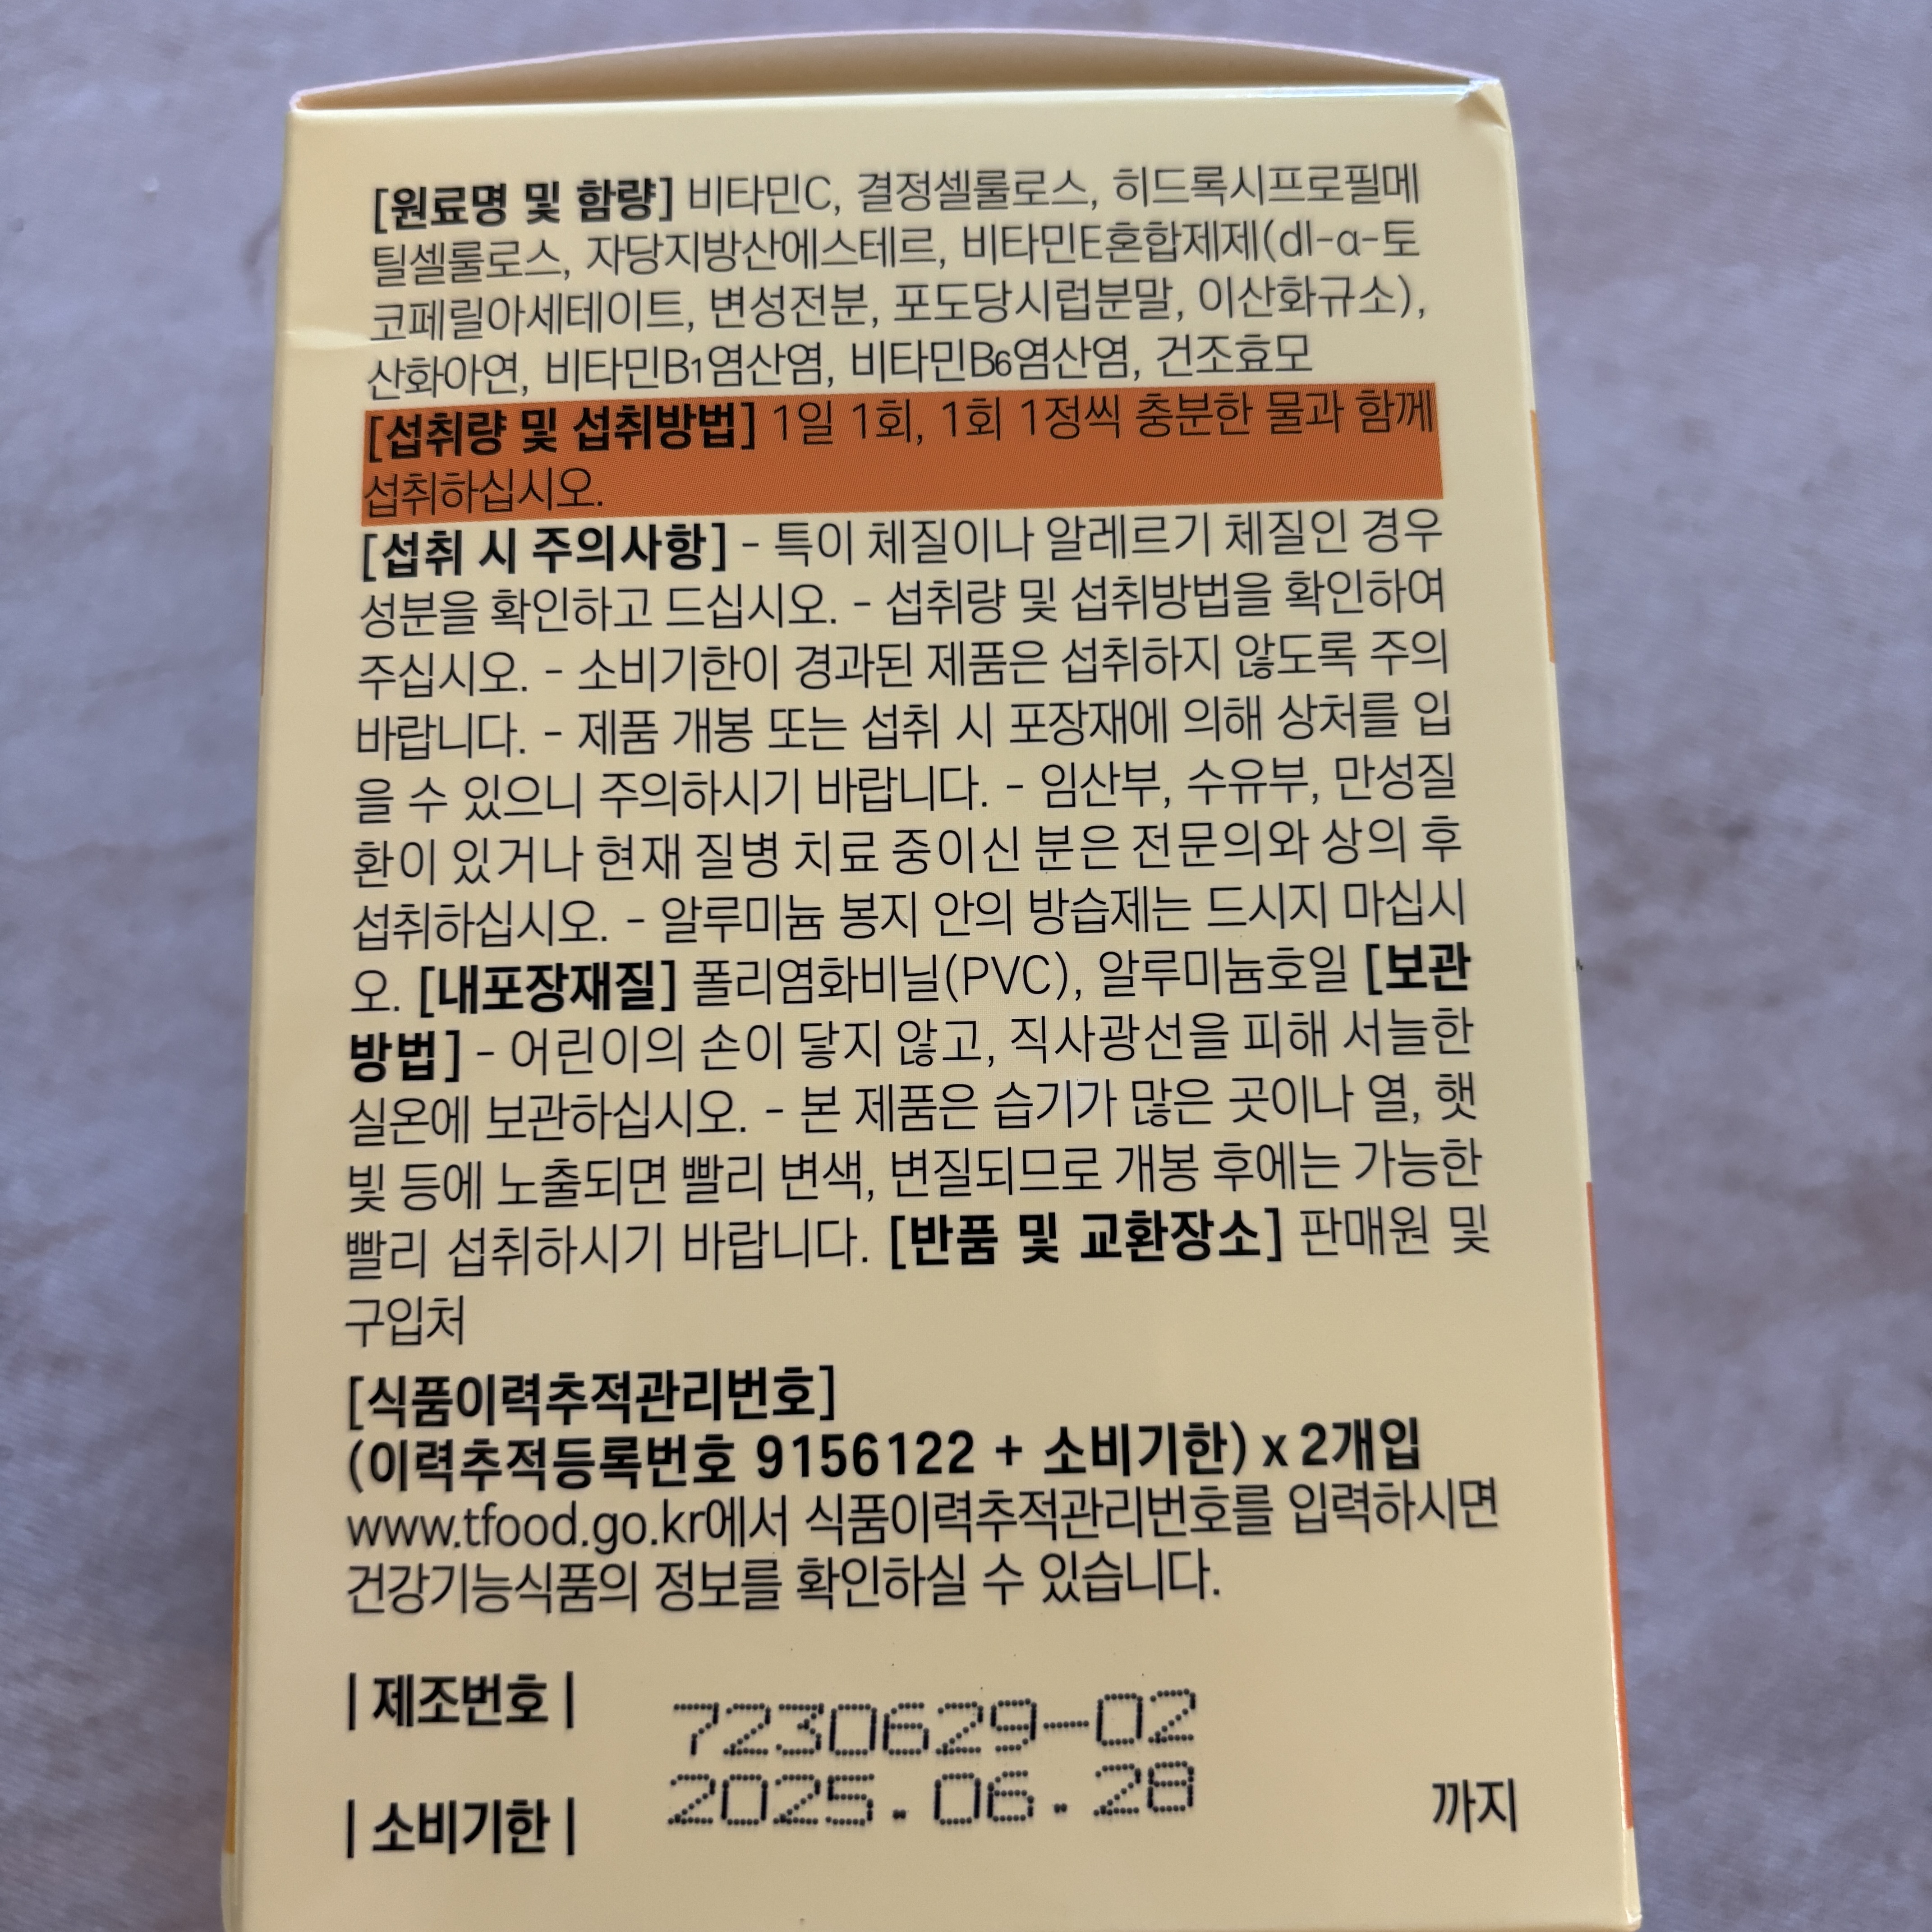 [원료명 및 함량] 비타민C, 결정셀룰로스, 히드록시프로필메
틸셀룰로스, 자당지방산에스테르, 비타민E혼합제제(dl-α-토
코페릴아세테이트, 변성전분, 포도당시럽분말, 이산화규소),
산화아연, 비타민B1염산염, 비타민B6염산염, 건조효모
[섭취량 및 섭취방법] 1일 1회, 1회 1정씩 충분한 물과 함께
섭취하십시오.
[섭취 시 주의사항] - 특이 체질이나 알레르기 체질인 경우
성분을 확인하고 드십시오. - 섭취량 및 섭취방법을 확인하여
주십시오. - 소비기한이 경과된 제품은 섭취하지 않도록 주의
바랍니다. - 제품 개봉 또는 섭취 시 포장재에 의해 상처를 입
을 수 있으니 주의하시기 바랍니다. - 임산부, 수유부, 만성질
환이 있거나 현재 질병 치료 중이신 분은 전문의와 상의 후
섭취하십시오. - 알루미늄 봉지 안의 방습제는 드시지 마십시
오. [내포장재질] 폴리염화비닐(PVC), 알루미늄호일 [보관
방법] - 어린이의 손이 닿지 않고, 직사광선을 피해 서늘한
실온에 보관하십시오. - 본 제품은 습기가 많은 곳이나 열, 햇
빛 등에 노출되면 빨리 변색, 변질되므로 개봉 후에는 가능한
빨리 섭취하시기 바랍니다. [반품 및 교환장소] 판매원 및
구입처
[식품이력추적관리번호]
(이력추적등록번호 9156122 + 소비기한) x 2개입
www.tfood.go.kr에서 식품이력추적관리번호를 입력하시면
건강기능식품의 정보를 확인하실 수 있습니다.
| 제조번호 | 7230629-02
| 소비기한 | 2025.06.28 까지